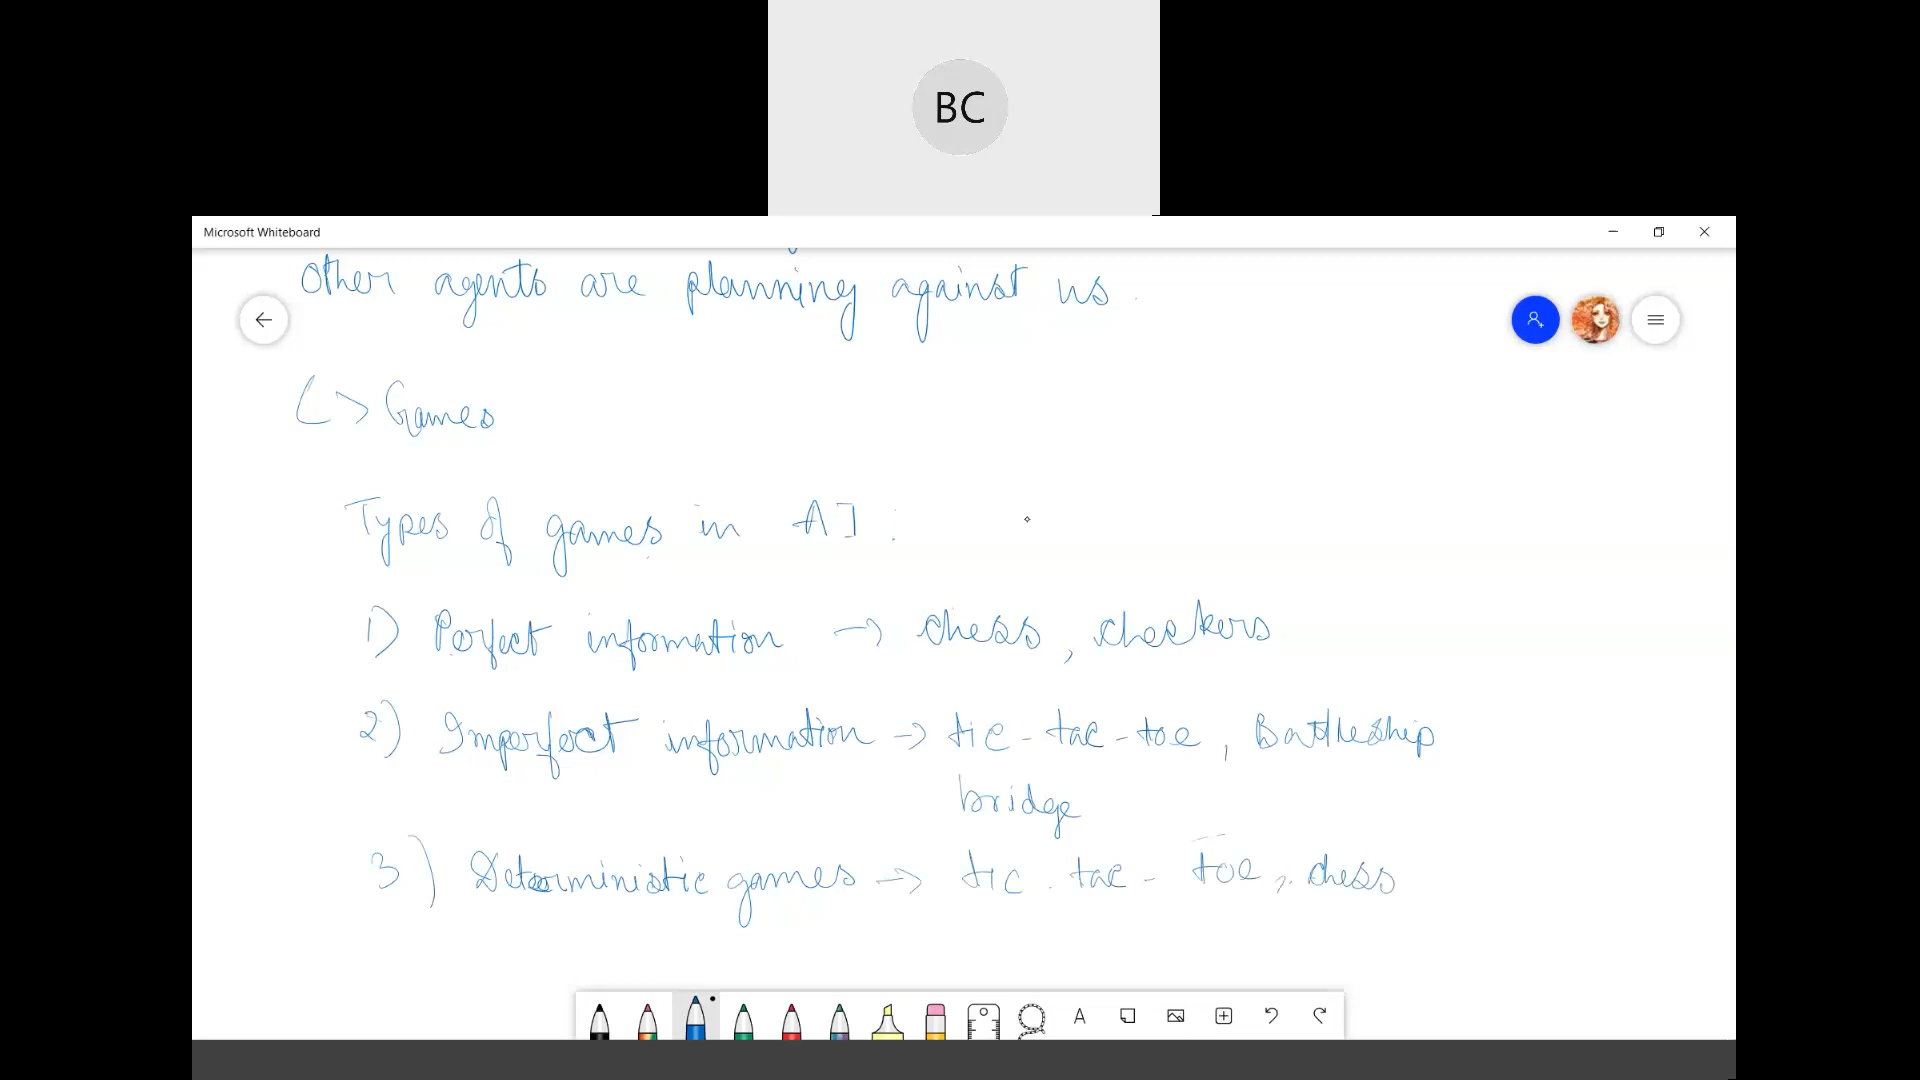 BC
Microsoft Whiteboard
Other agents are planning against us.
↳ Games
Types of games in AI :
1) Perfect information → chess, checkers
2) Imperfect information → tic-tac-toe, Battleship
bridge
3) Deterministic games → tic-tac-toe, chess
A